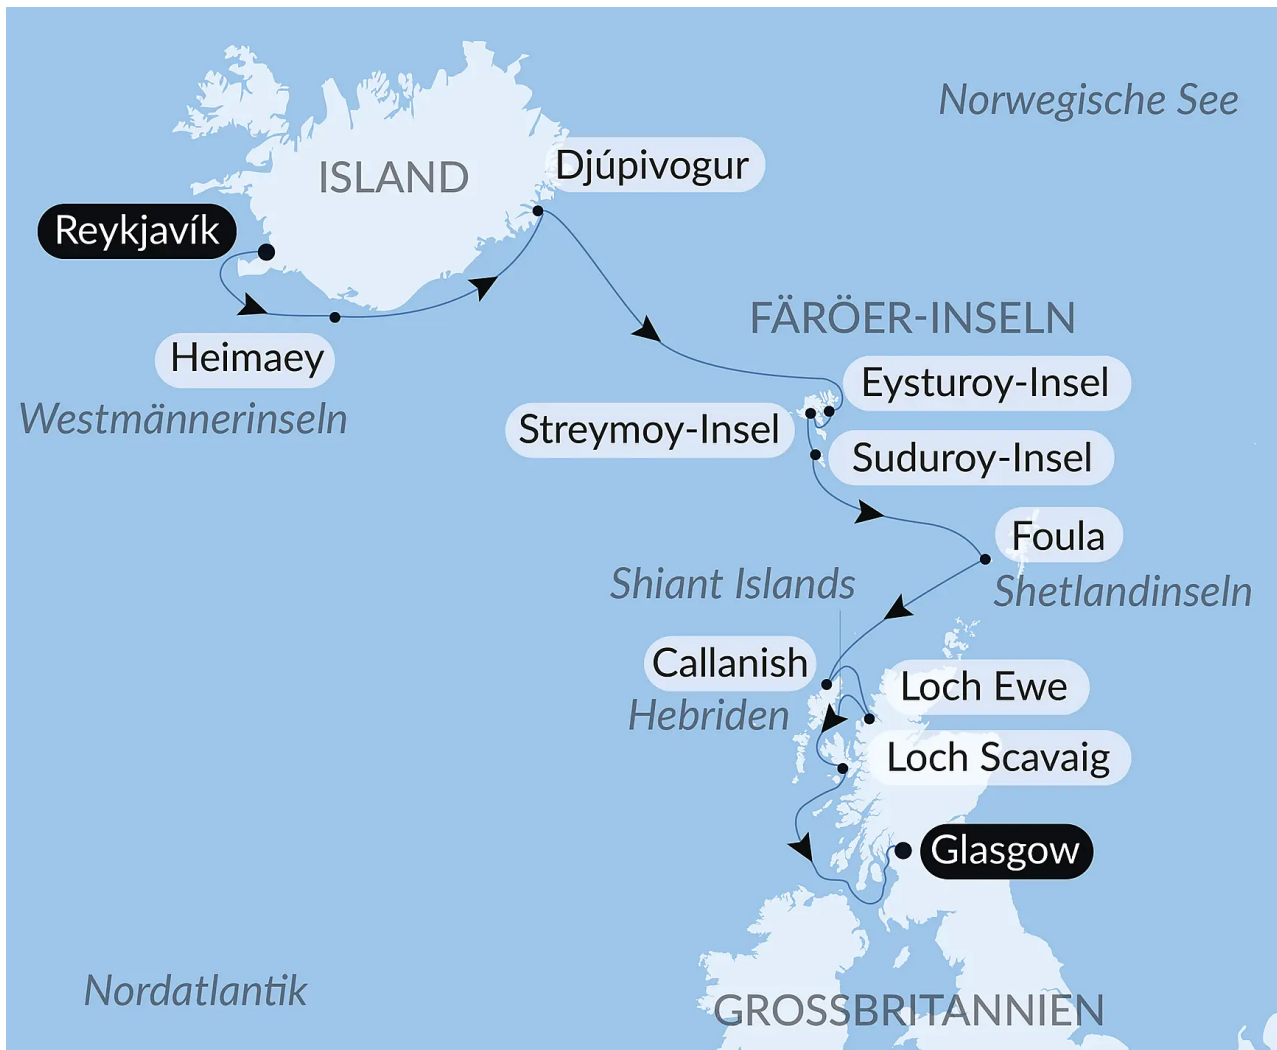 Norwegische See
Djúpivogur
ISLAND
Reykjavík
FÄRÖER-INSELN
Heimaey
Westmännerinseln
Eysturoy-Insel
Streymoy-Insel
Suduroy-Insel
Foula
Shetlandinseln
Shiant Islands
Callanish
Hebriden
Loch Ewe
Loch Scavaig
Glasgow
Nordatlantik
GROSSBRITANNIEN